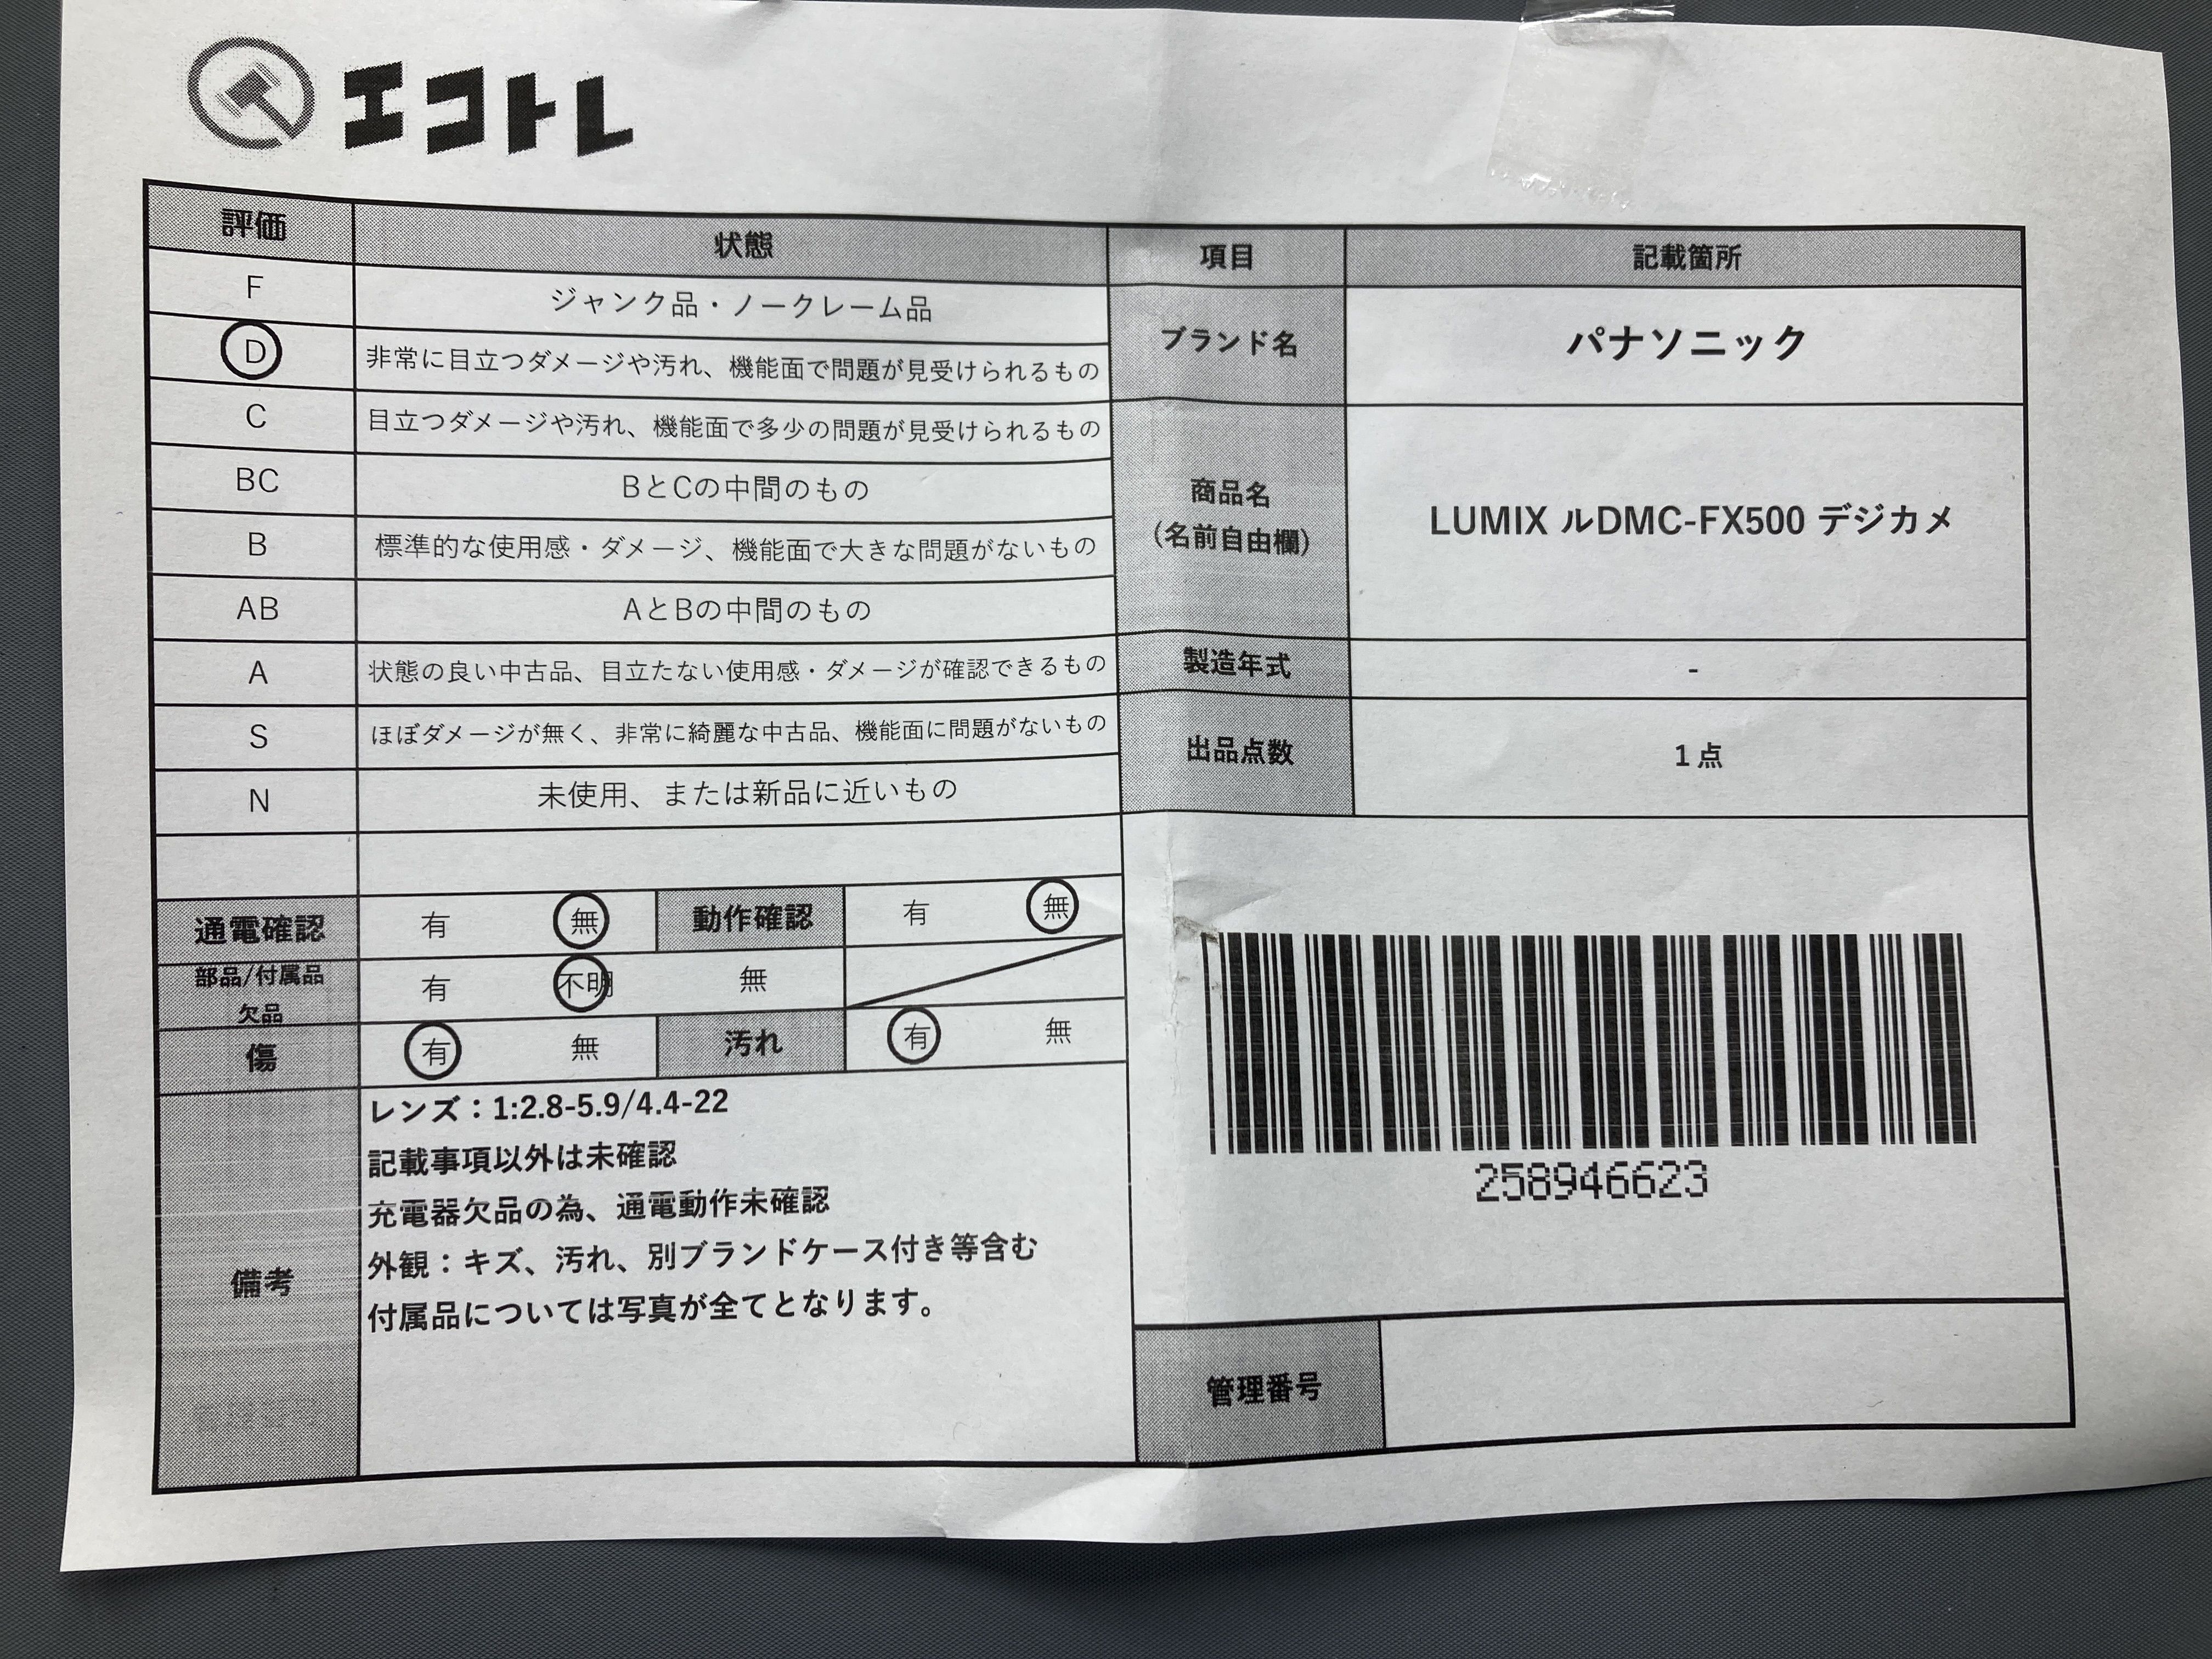 エコトレ
評価 状態 項目 記載箇所
F ジャンク品・ノークレーム品
D 非常に目立つダメージや汚れ、機能面で問題が見受けられるもの
C 目立つダメージや汚れ、機能面で多少の問題が見受けられるもの
BC BとCの中間のもの
B 標準的な使用感・ダメージ、機能面で大きな問題がないもの
AB AとBの中間のもの
A 状態の良い中古品、目立たない使用感・ダメージが確認できるもの
S ほぼダメージが無く、非常に綺麗な中古品、機能面に問題がないもの
N 未使用、または新品に近いもの
ブランド名 パナソニック
商品名
(名前自由欄)
LUMIX ルDMC-FX500 デジカメ
製造年式 -
出品点数 1点
通電確認 有 無 動作確認 有 無
部品/付属品
欠品
有 不明 無
傷 有 無 汚れ 有 無
備考
レンズ：1:2.8-5.9/4.4-22
記載事項以外は未確認
充電器欠品の為、通電動作未確認
外観：キズ、汚れ、別ブランドケース付き等含む
付属品については写真が全てとなります。
258946623
管理番号